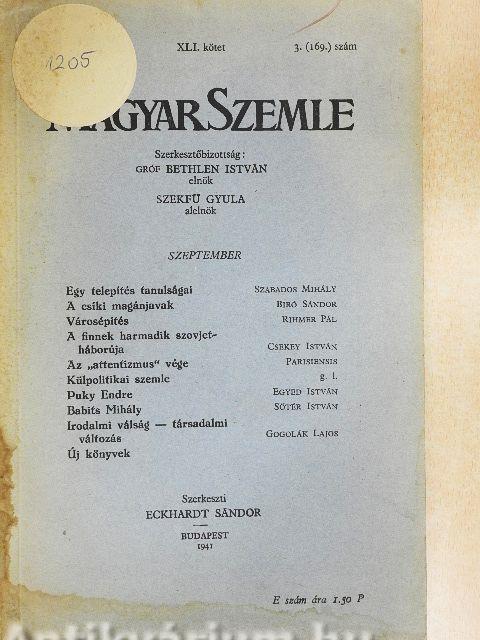 1205
XLI. kötet 3. (169.) szám
MAGYAR SZEMLE
Szerkesztőbizottság:
GRÓF BETHLEN ISTVÁN
elnök
SZEKFŰ GYULA
alelnök
SZEPTEMBER
Egy telepítés tanulságai SZABADOS MIHÁLY
A csíki magánjavak BIRÓ SÁNDOR
Városépítés RIHMER PÁL
A finnek harmadik szovjet-
háborúja CSEKEY ISTVÁN
Az „attentizmus" vége PARISIENSIS
Külpolitikai szemle g. l.
Puky Endre EGYED ISTVÁN
Babits Mihály SŐTÉR ISTVÁN
Irodalmi válság — társadalmi
változás GOGOLÁK LAJOS
Új könyvek
Szerkeszti
ECKHARDT SÁNDOR
BUDAPEST
1941
E szám ára 1.50 P
Antikvárium.hu